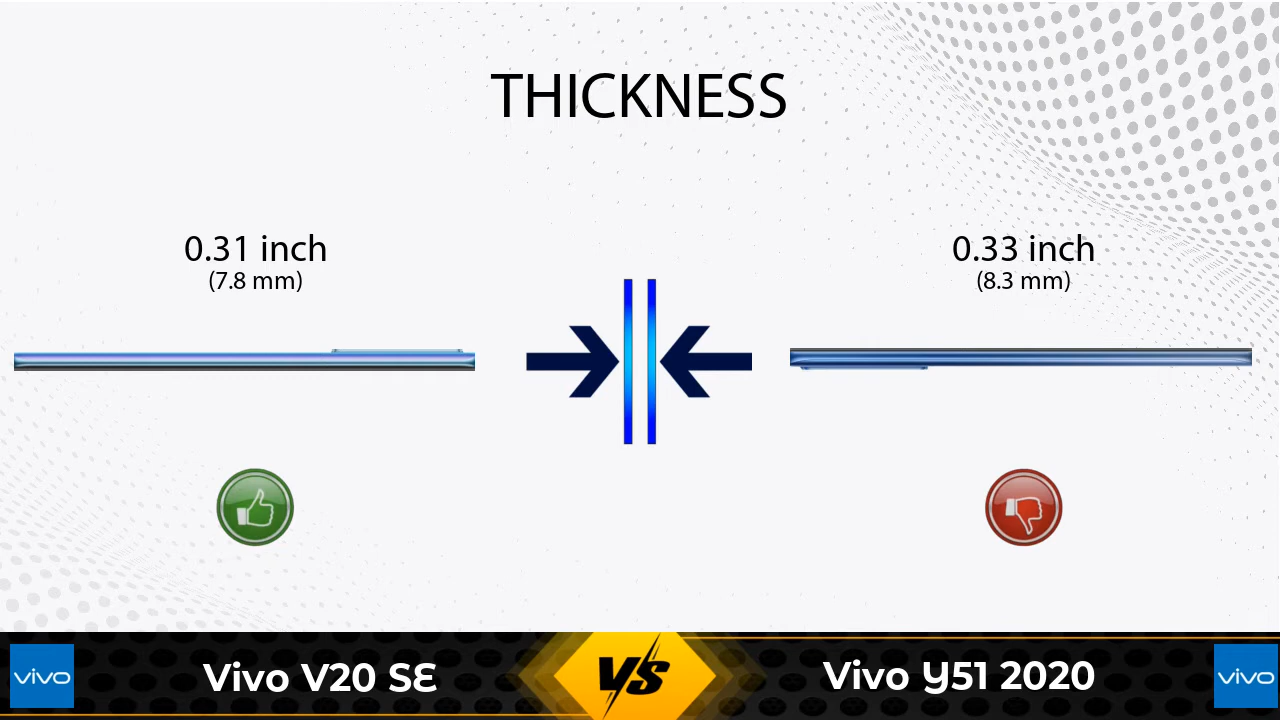 THICKNESS
0.31 inch
(7.8 mm)
0.33 inch
(8.3 mm)
vivo
Vivo V20 SE
VS
Vivo Y51 2020
vivo